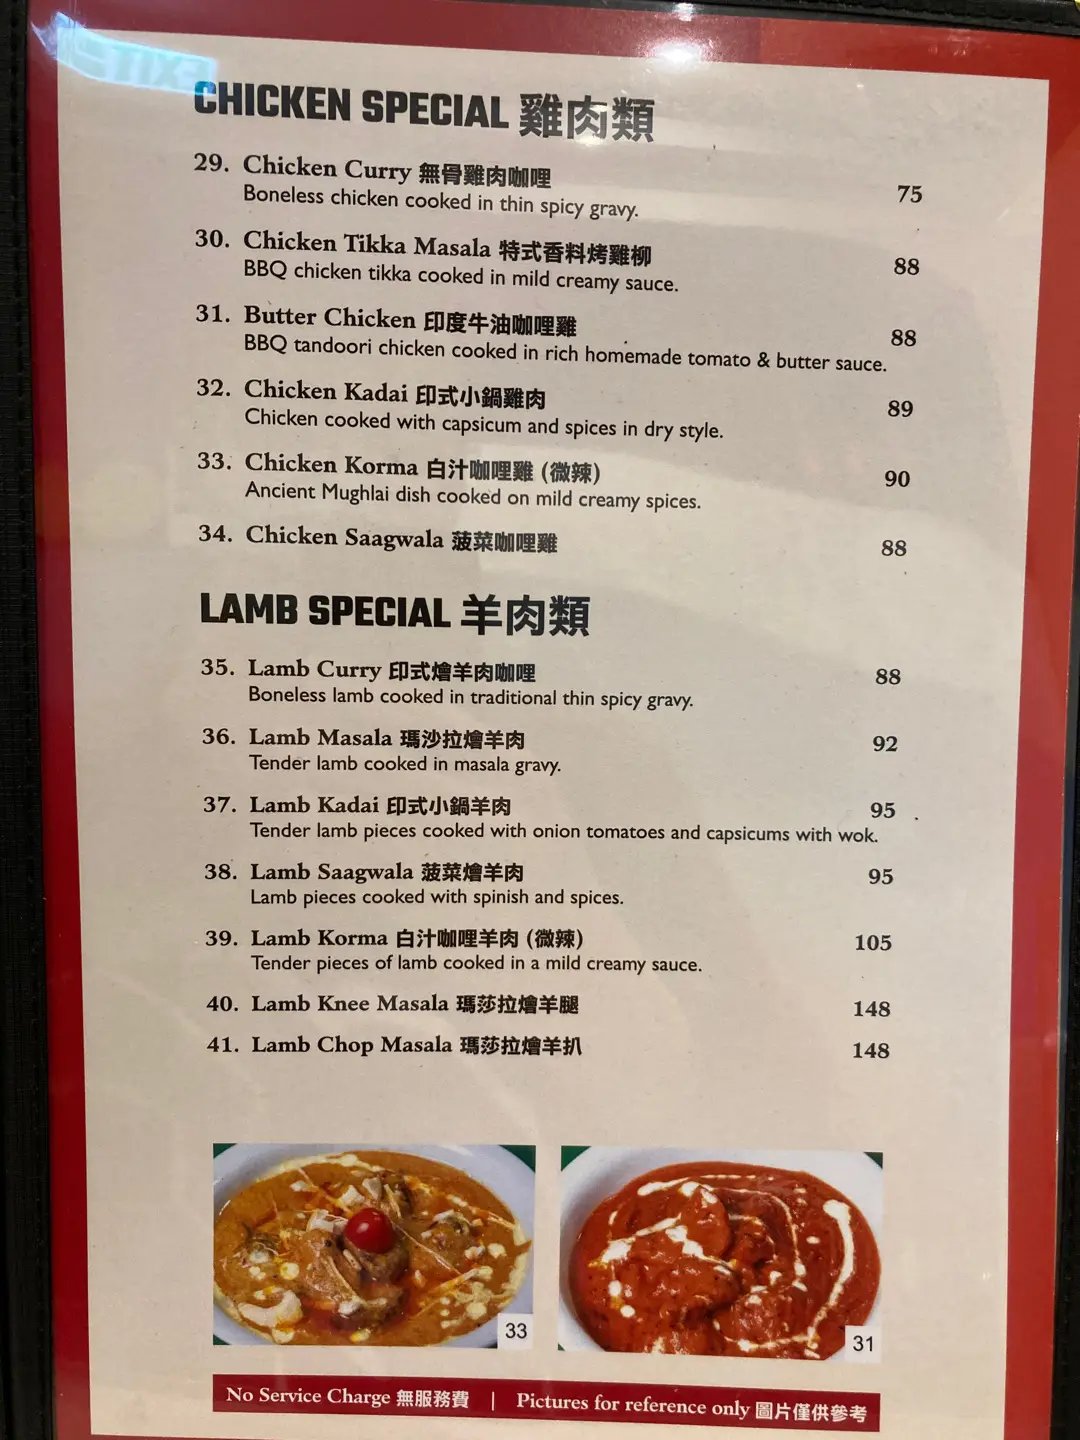 EXIT
CHICKEN SPECIAL 雞肉類
29. Chicken Curry 無骨雞肉咖哩 75
Boneless chicken cooked in thin spicy gravy.
30. Chicken Tikka Masala 特式香料烤雞柳 88
BBQ chicken tikka cooked in mild creamy sauce.
31. Butter Chicken 印度牛油咖哩雞 88
BBQ tandoori chicken cooked in rich homemade tomato & butter sauce.
32. Chicken Kadai 印式小鍋雞肉 89
Chicken cooked with capsicum and spices in dry style.
33. Chicken Korma 白汁咖哩雞 (微辣) 90
Ancient Mughlai dish cooked on mild creamy spices.
34. Chicken Saagwala 菠菜咖哩雞 88
LAMB SPECIAL 羊肉類
35. Lamb Curry 印式燴羊肉咖哩 88
Boneless lamb cooked in traditional thin spicy gravy.
36. Lamb Masala 瑪沙拉燴羊肉 92
Tender lamb cooked in masala gravy.
37. Lamb Kadai 印式小鍋羊肉 95
Tender lamb pieces cooked with onion tomatoes and capsicums with wok.
38. Lamb Saagwala 菠菜燴羊肉 95
Lamb pieces cooked with spinish and spices.
39. Lamb Korma 白汁咖哩羊肉 (微辣) 105
Tender pieces of lamb cooked in a mild creamy sauce.
40. Lamb Knee Masala 瑪莎拉燴羊腿 148
41. Lamb Chop Masala 瑪莎拉燴羊扒 148
33
31
No Service Charge 無服務費 | Pictures for reference only 圖片僅供參考